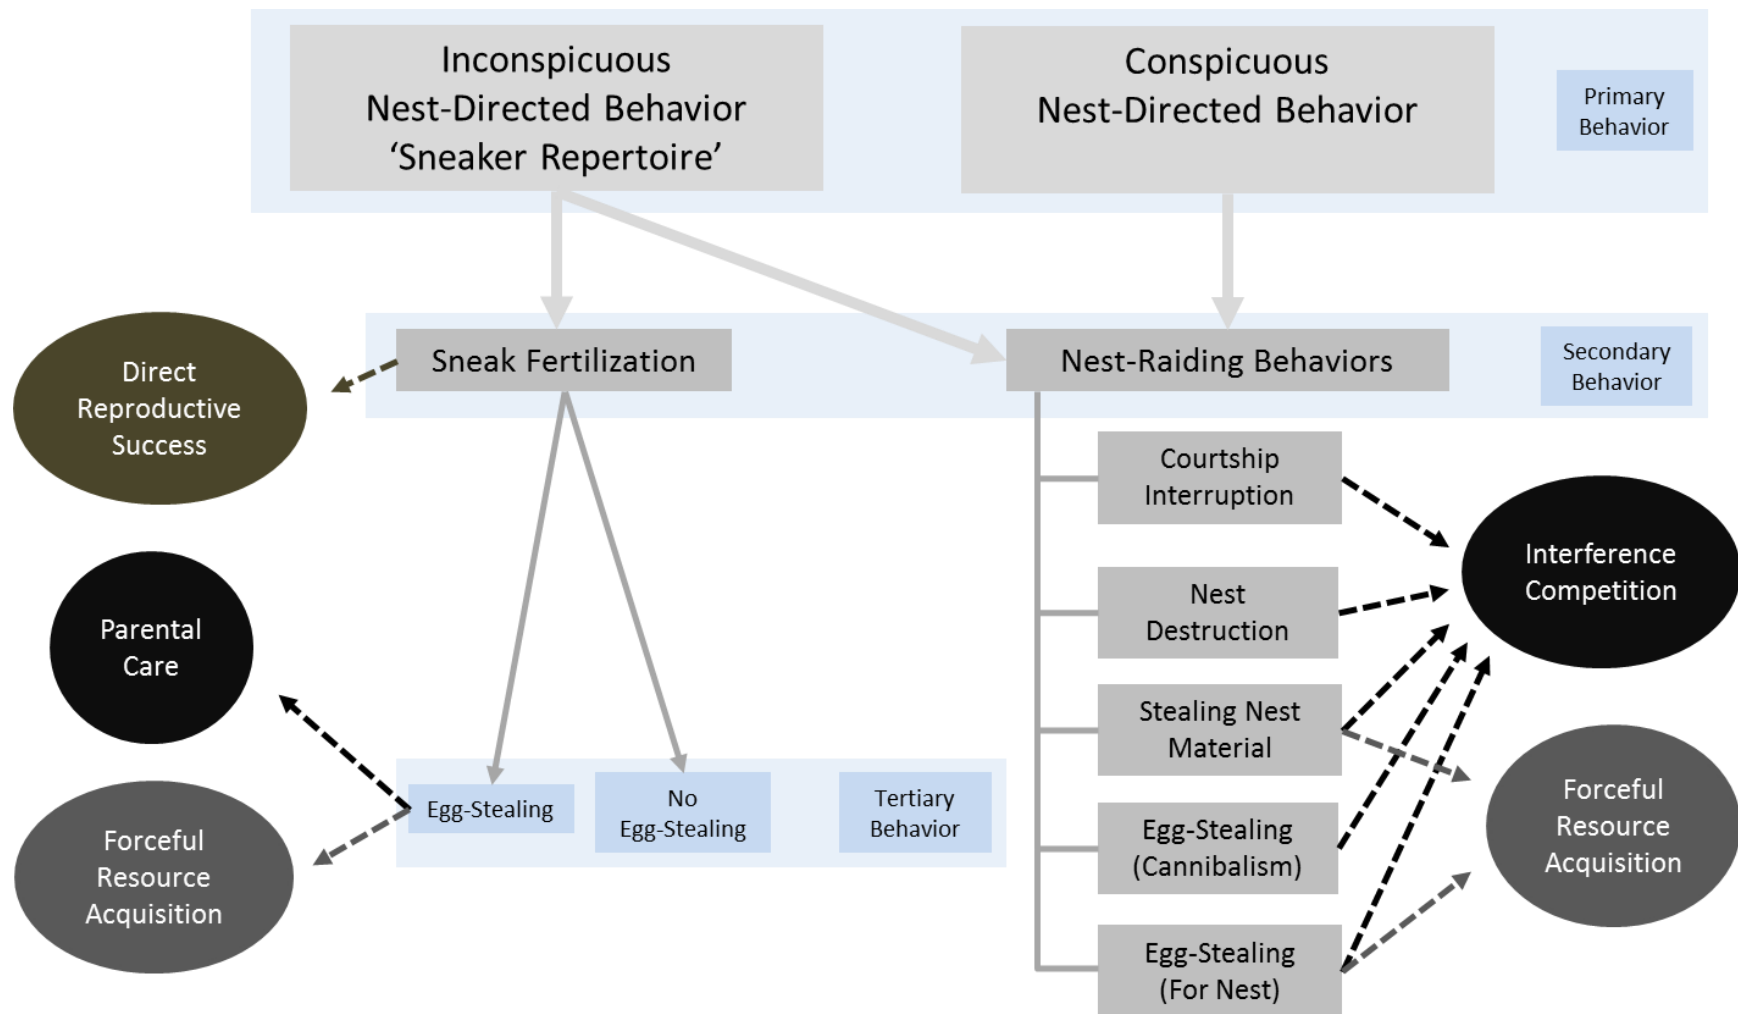 Inconspicuous
Nest-Directed Behavior
‘Sneaker Repertoire’
Conspicuous
Nest-Directed Behavior
Primary
Behavior
Direct
Reproductive
Success
Sneak Fertilization
Nest-Raiding Behaviors
Secondary
Behavior
Courtship
Interruption
Nest
Destruction
Stealing Nest
Material
Egg-Stealing
(Cannibalism)
Egg-Stealing
(For Nest)
Interference
Competition
Forceful
Resource
Acquisition
Parental
Care
Forceful
Resource
Acquisition
Egg-Stealing
No
Egg-Stealing
Tertiary
Behavior